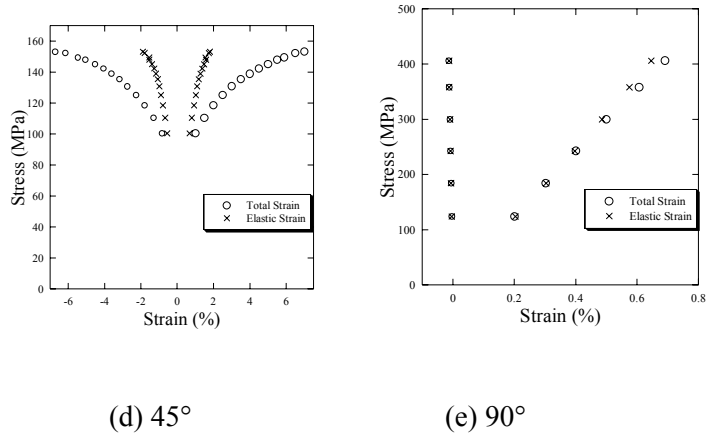 160
140
120
100
80
60
40
20
0
Stress (MPa)
Total Strain
Elastic Strain
-6 -4 -2 0 2 4 6
Strain (%)
500
400
300
200
100
0
Stress (MPa)
Total Strain
Elastic Strain
0 0.2 0.4 0.6 0.8
Strain (%)
(d) 45°
(e) 90°